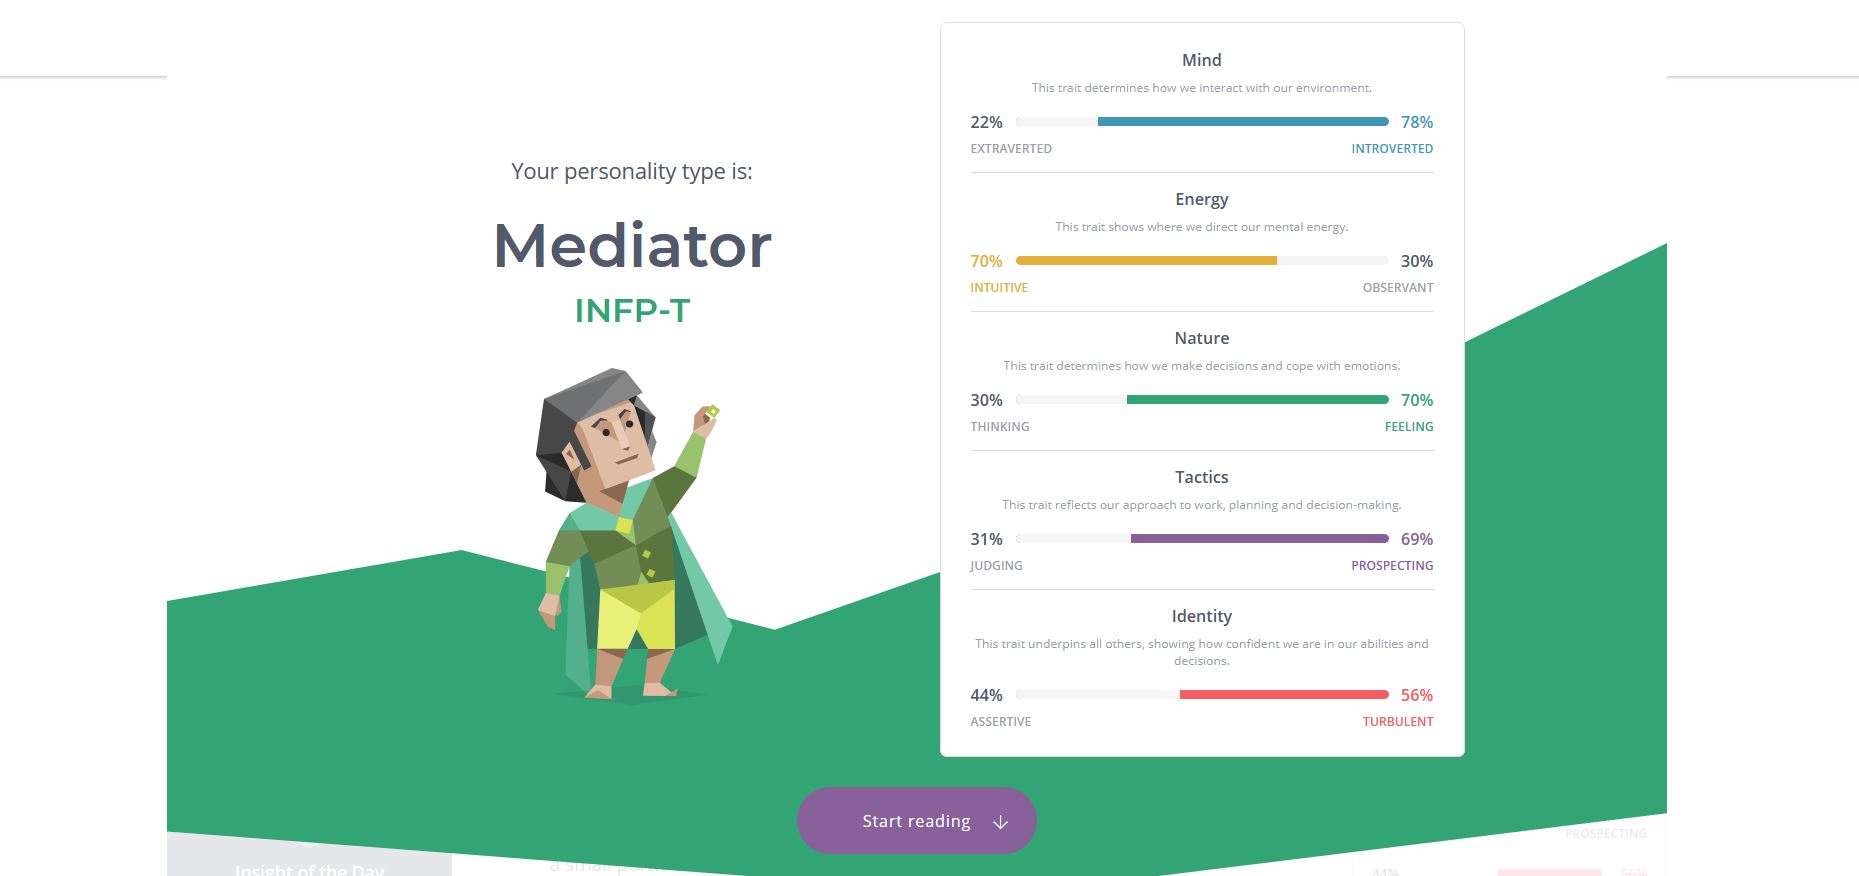 Your personality type is:
Mediator
INFP-T
Mind
This trait determines how we interact with our environment.
22% 78%
EXTRAVERTED INTROVERTED
Energy
This trait shows where we direct our mental energy.
70% 30%
INTUITIVE OBSERVANT
Nature
This trait determines how we make decisions and cope with emotions.
30% 70%
THINKING FEELING
Tactics
This trait reflects our approach to work, planning and decision-making.
31% 69%
JUDGING PROSPECTING
Identity
This trait underpins all others, showing how confident we are in our abilities and
decisions.
44% 56%
ASSERTIVE TURBULENT
Start reading
PROSPECTING
Insight of the Day
a small
44% 56%